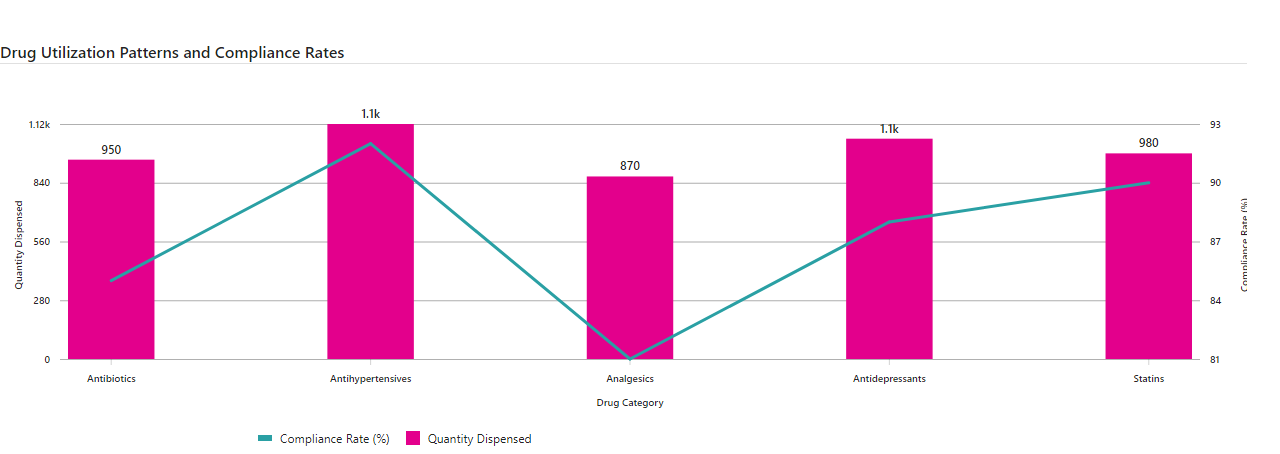 Drug Utilization Patterns and Compliance Rates
950
1.1k
870
1.1k
980
1.12k
840
560
280
0
93
90
87
84
81
Quantity Dispensed
Compliance Rate (%)
Antibiotics
Antihypertensives
Analgesics
Antidepressants
Statins
Drug Category
Compliance Rate (%)
Quantity Dispensed